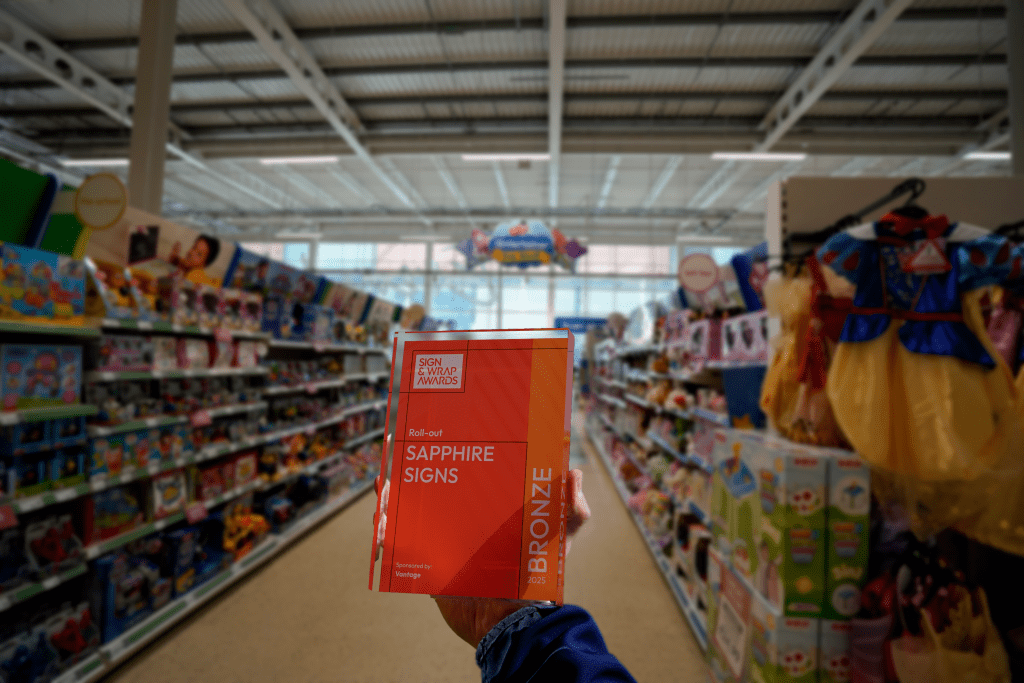 SIGN
& WRAP
AWARDS
Roll-out
SAPPHIRE
SIGNS
BRONZE
2025
Sponsored by
Vantage